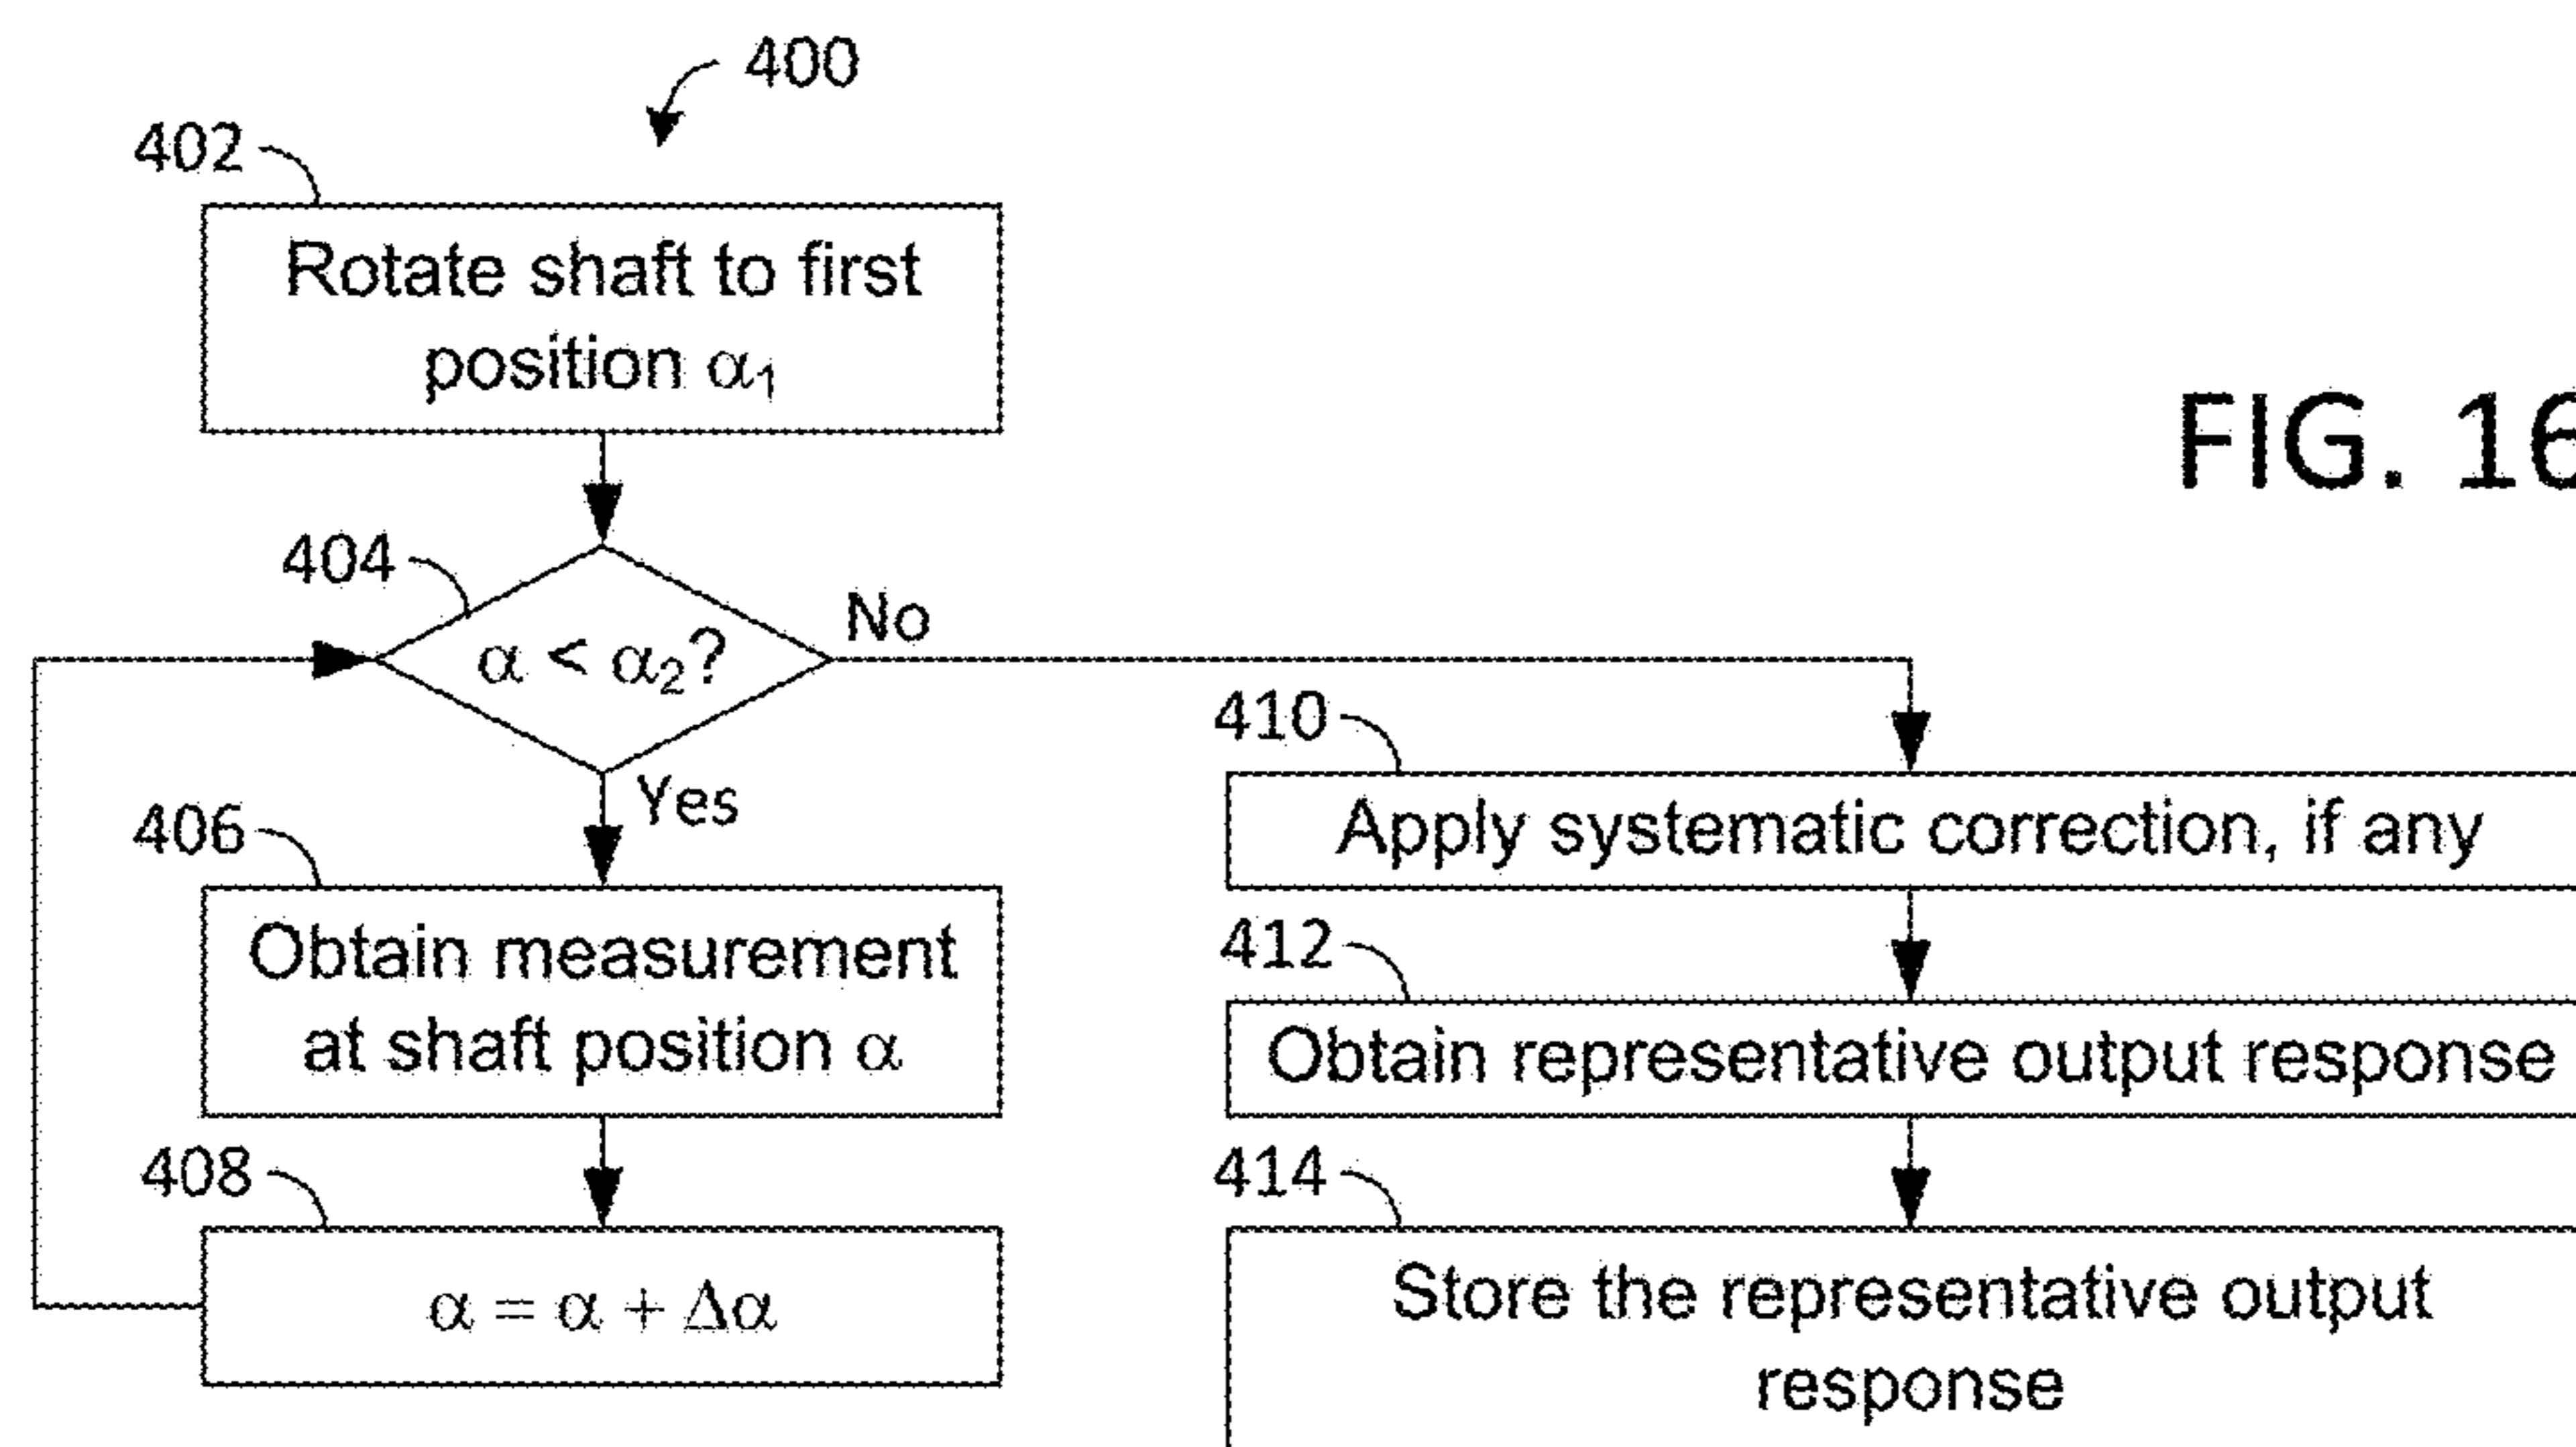 400
402
Rotate shaft to first
position α₁
FIG. 16
404
α < α₂?
No
Yes
406
Obtain measurement
at shaft position α
408
α = α + Δα
410
Apply systematic correction, if any
412
Obtain representative output response
414
Store the representative output
response